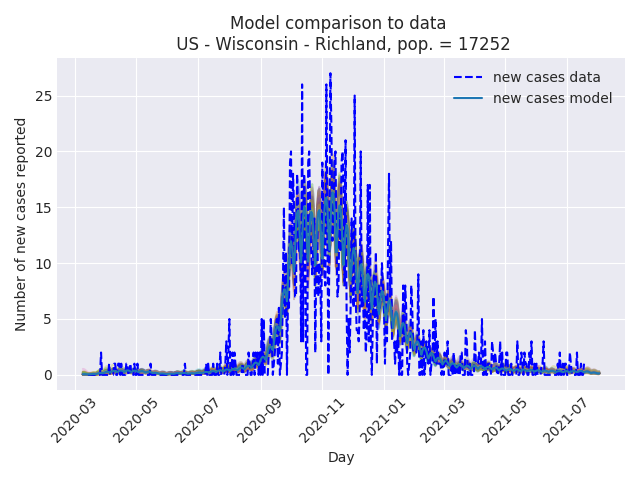 Model comparison to data
US - Wisconsin - Richland, pop. = 17252
new cases data
new cases model
Number of new cases reported
25
20
15
10
5
0
2020-03
2020-05
2020-07
2020-09
2020-11
2021-01
2021-03
2021-05
2021-07
Day